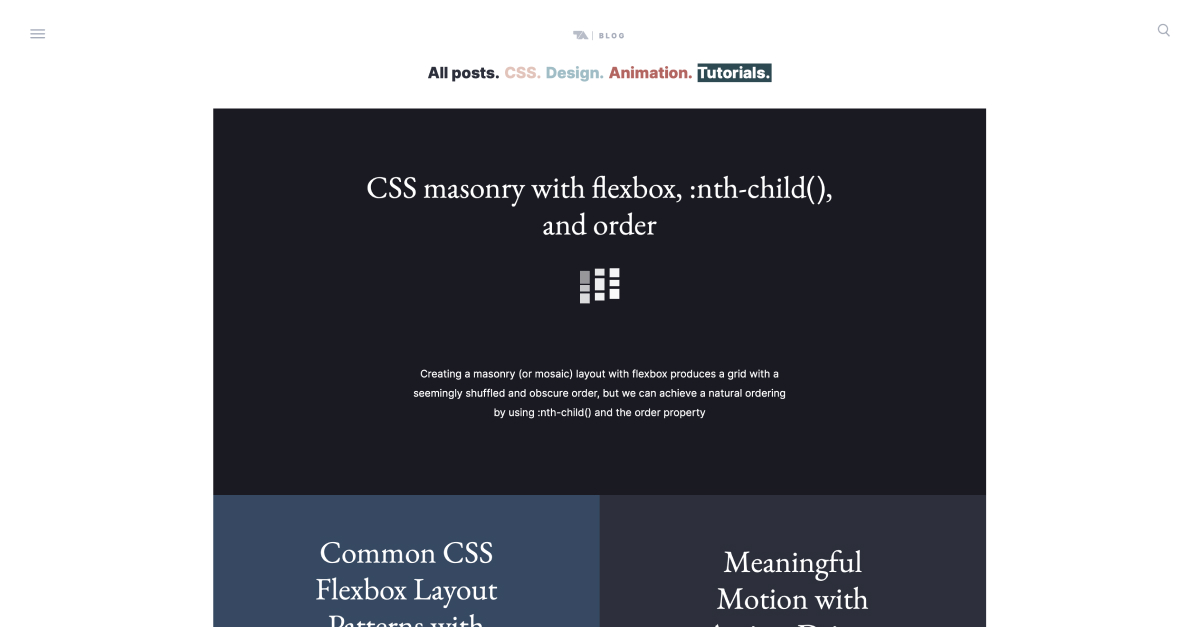 TA | BLOG
All posts. CSS. Design. Animation. Tutorials.
CSS masonry with flexbox, :nth-child(),
and order
Creating a masonry (or mosaic) layout with flexbox produces a grid with a
seemingly shuffled and obscure order, but we can achieve a natural ordering
by using :nth-child() and the order property
Common CSS
Flexbox Layout
Patterns with
Meaningful
Motion with